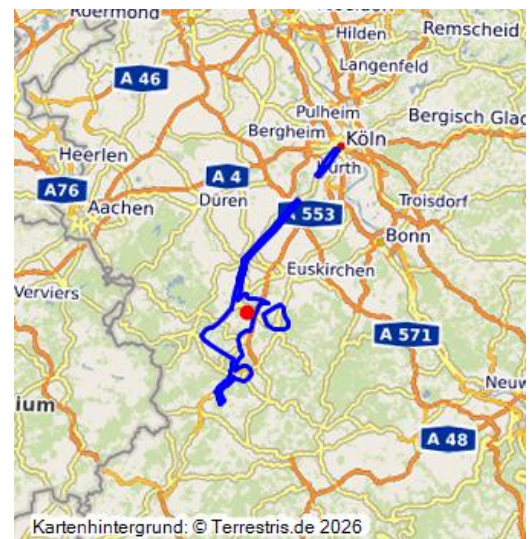 Roermond
Hilden
Remscheid
Langenfeld
A 46
Pulheim
Bergheim
Köln
Bergisch Glad
Heerlen
A 4
Hürth
A76
Düren
Troisdorf
Aachen
A 553
Bonn
Euskirchen
Verviers
A 571
Neuw
ium
A 48
Kartenhintergrund: © Terrestris.de 2026